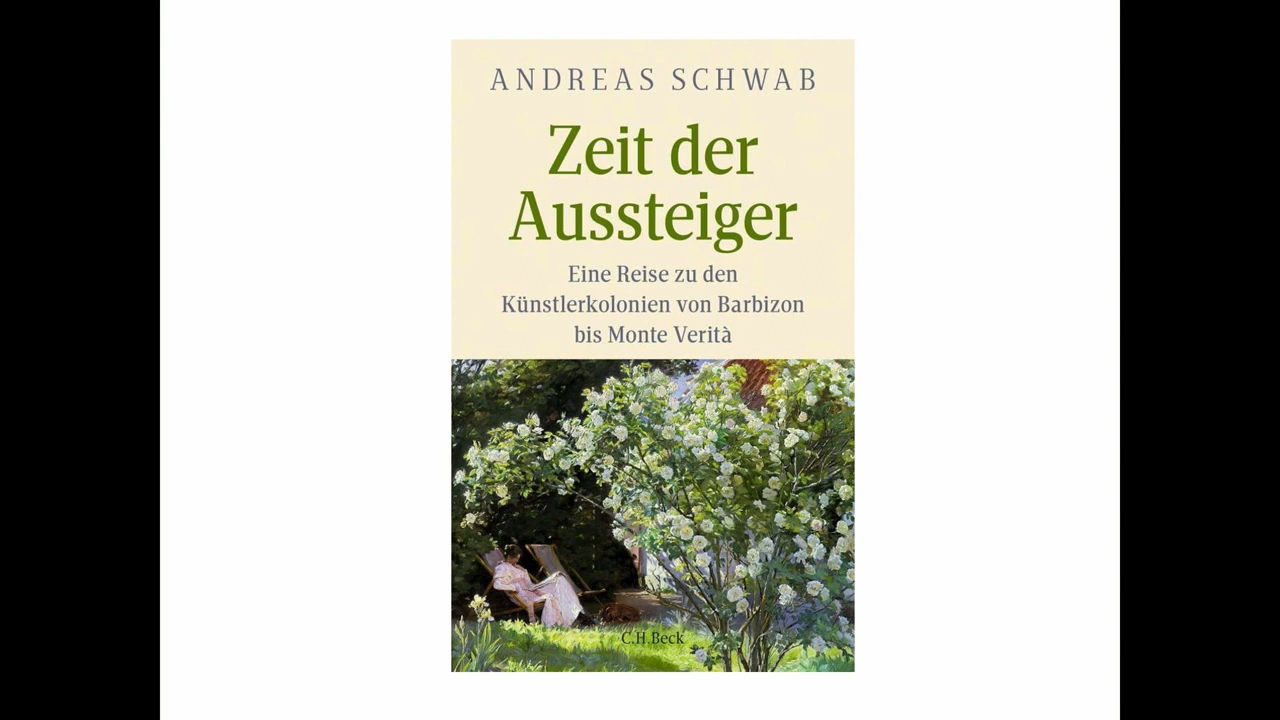 ANDREAS SCHWAB
Zeit der
Aussteiger
Eine Reise zu den
Künstlerkolonien von Barbizon
bis Monte Verità
C.H.Beck